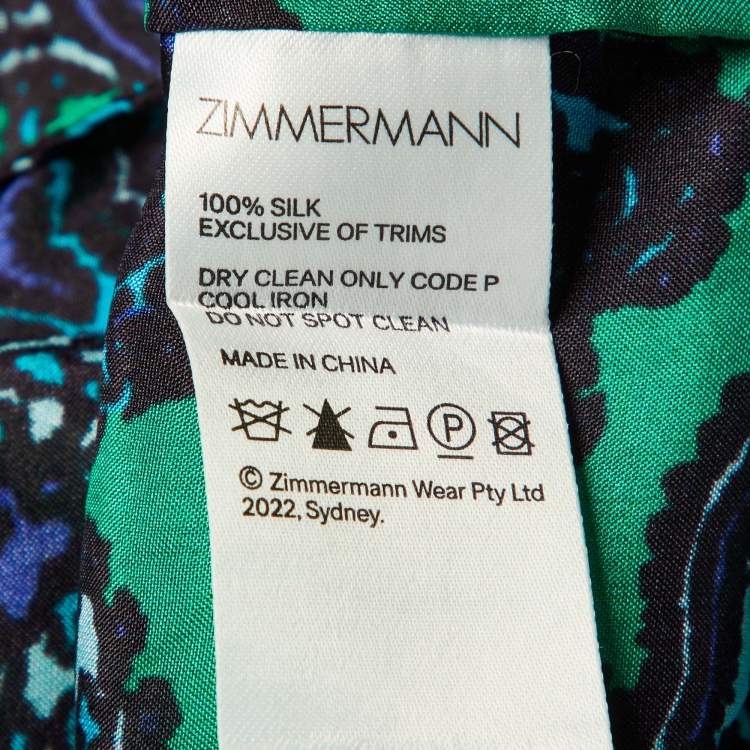 ZIMMERMANN
100% SILK
EXCLUSIVE OF TRIMS
DRY CLEAN ONLY CODE P
COOL IRON
DO NOT SPOT CLEAN
MADE IN CHINA
P
© Zimmermann Wear Pty Ltd
2022, Sydney.